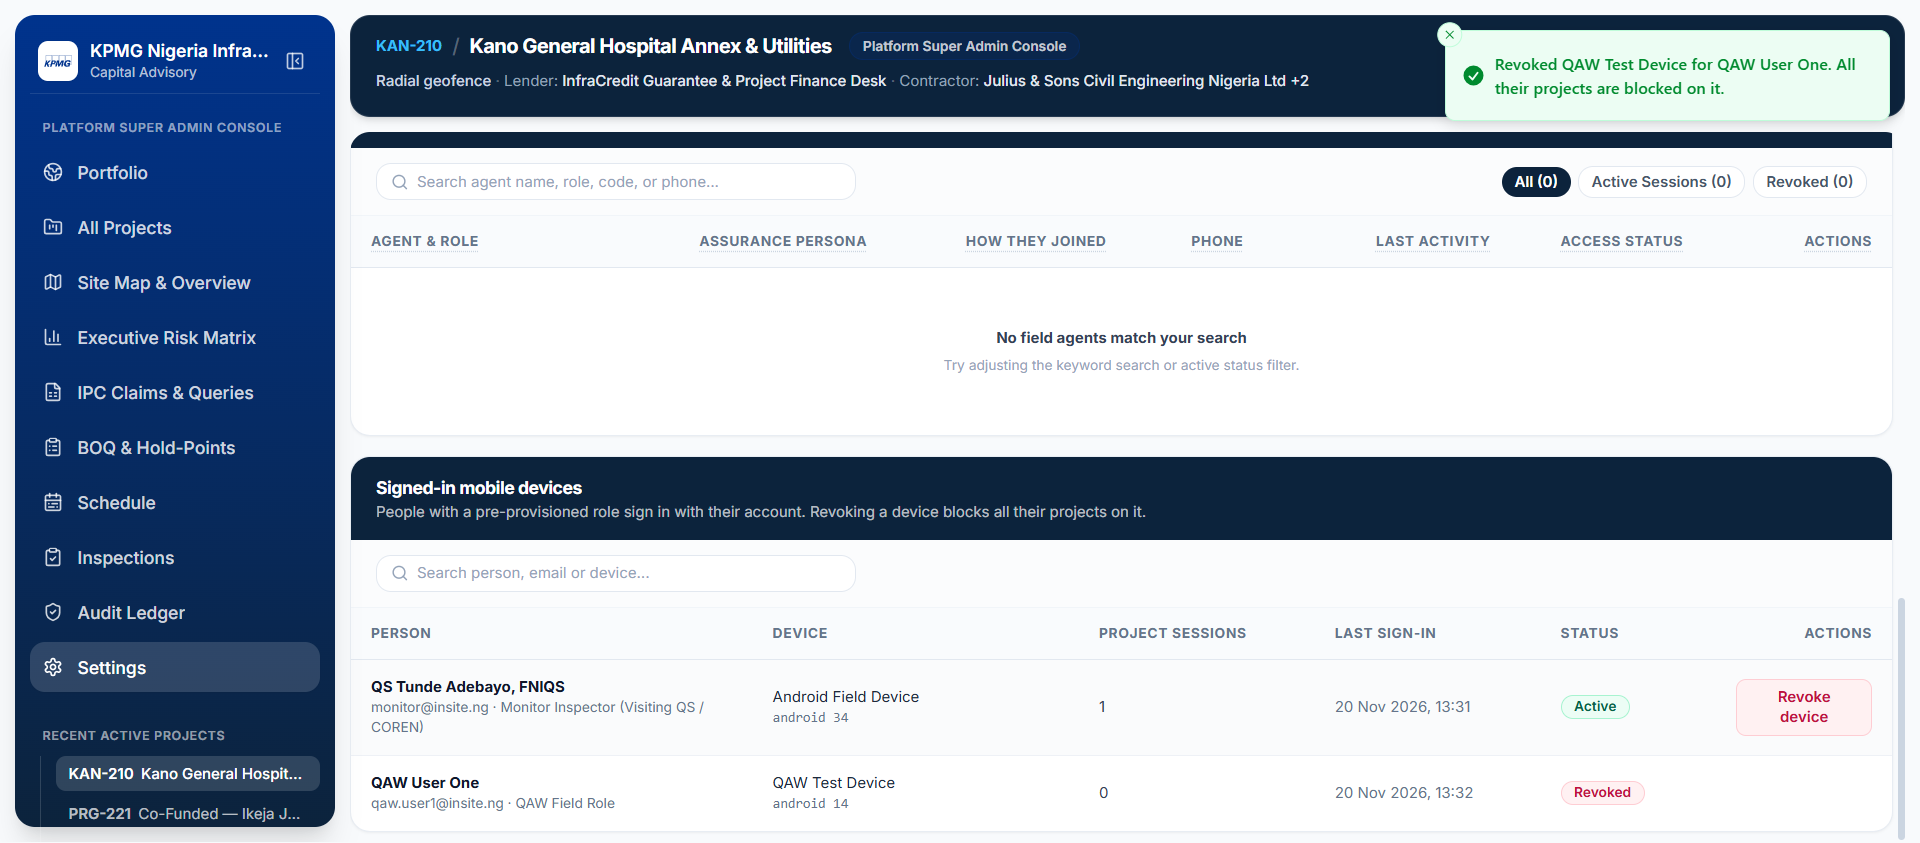 KPMG
KPMG Nigeria Infra...
Capital Advisory
PLATFORM SUPER ADMIN CONSOLE
Portfolio
All Projects
Site Map & Overview
Executive Risk Matrix
IPC Claims & Queries
BOQ & Hold-Points
Schedule
Inspections
Audit Ledger
Settings
RECENT ACTIVE PROJECTS
KAN-210 Kano General Hospit...
PRG-221 Co-Funded — Ikeja J...
KAN-210 / Kano General Hospital Annex & Utilities Platform Super Admin Console
Radial geofence · Lender: InfraCredit Guarantee & Project Finance Desk · Contractor: Julius & Sons Civil Engineering Nigeria Ltd +2
Revoked QAW Test Device for QAW User One. All
their projects are blocked on it.
Search agent name, role, code, or phone...
All (0) Active Sessions (0) Revoked (0)
AGENT & ROLE ASSURANCE PERSONA HOW THEY JOINED PHONE LAST ACTIVITY ACCESS STATUS ACTIONS
No field agents match your search
Try adjusting the keyword search or active status filter.
Signed-in mobile devices
People with a pre-provisioned role sign in with their account. Revoking a device blocks all their projects on it.
Search person, email or device...
PERSON DEVICE PROJECT SESSIONS LAST SIGN-IN STATUS ACTIONS
QS Tunde Adebayo, FNIQS
monitor@insite.ng · Monitor Inspector (Visiting QS /
COREN)
Android Field Device
android 34
1
20 Nov 2026, 13:31
Active
Revoke
device
QAW User One
qaw.user1@insite.ng · QAW Field Role
QAW Test Device
android 14
0
20 Nov 2026, 13:32
Revoked